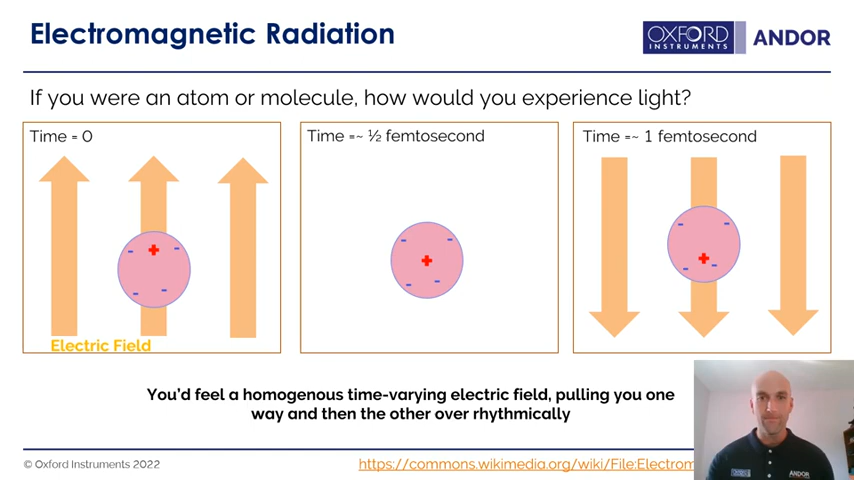 Electromagnetic Radiation
OXFORD
INSTRUMENTS
ANDOR
If you were an atom or molecule, how would you experience light?
Time = 0
Time =~ ½ femtosecond
Time =~ 1 femtosecond
Electric Field
You'd feel a homogenous time-varying electric field, pulling you one
way and then the other over rhythmically
© Oxford Instruments 2022
https://commons.wikimedia.org/wiki/File:Electrom
ANDOR